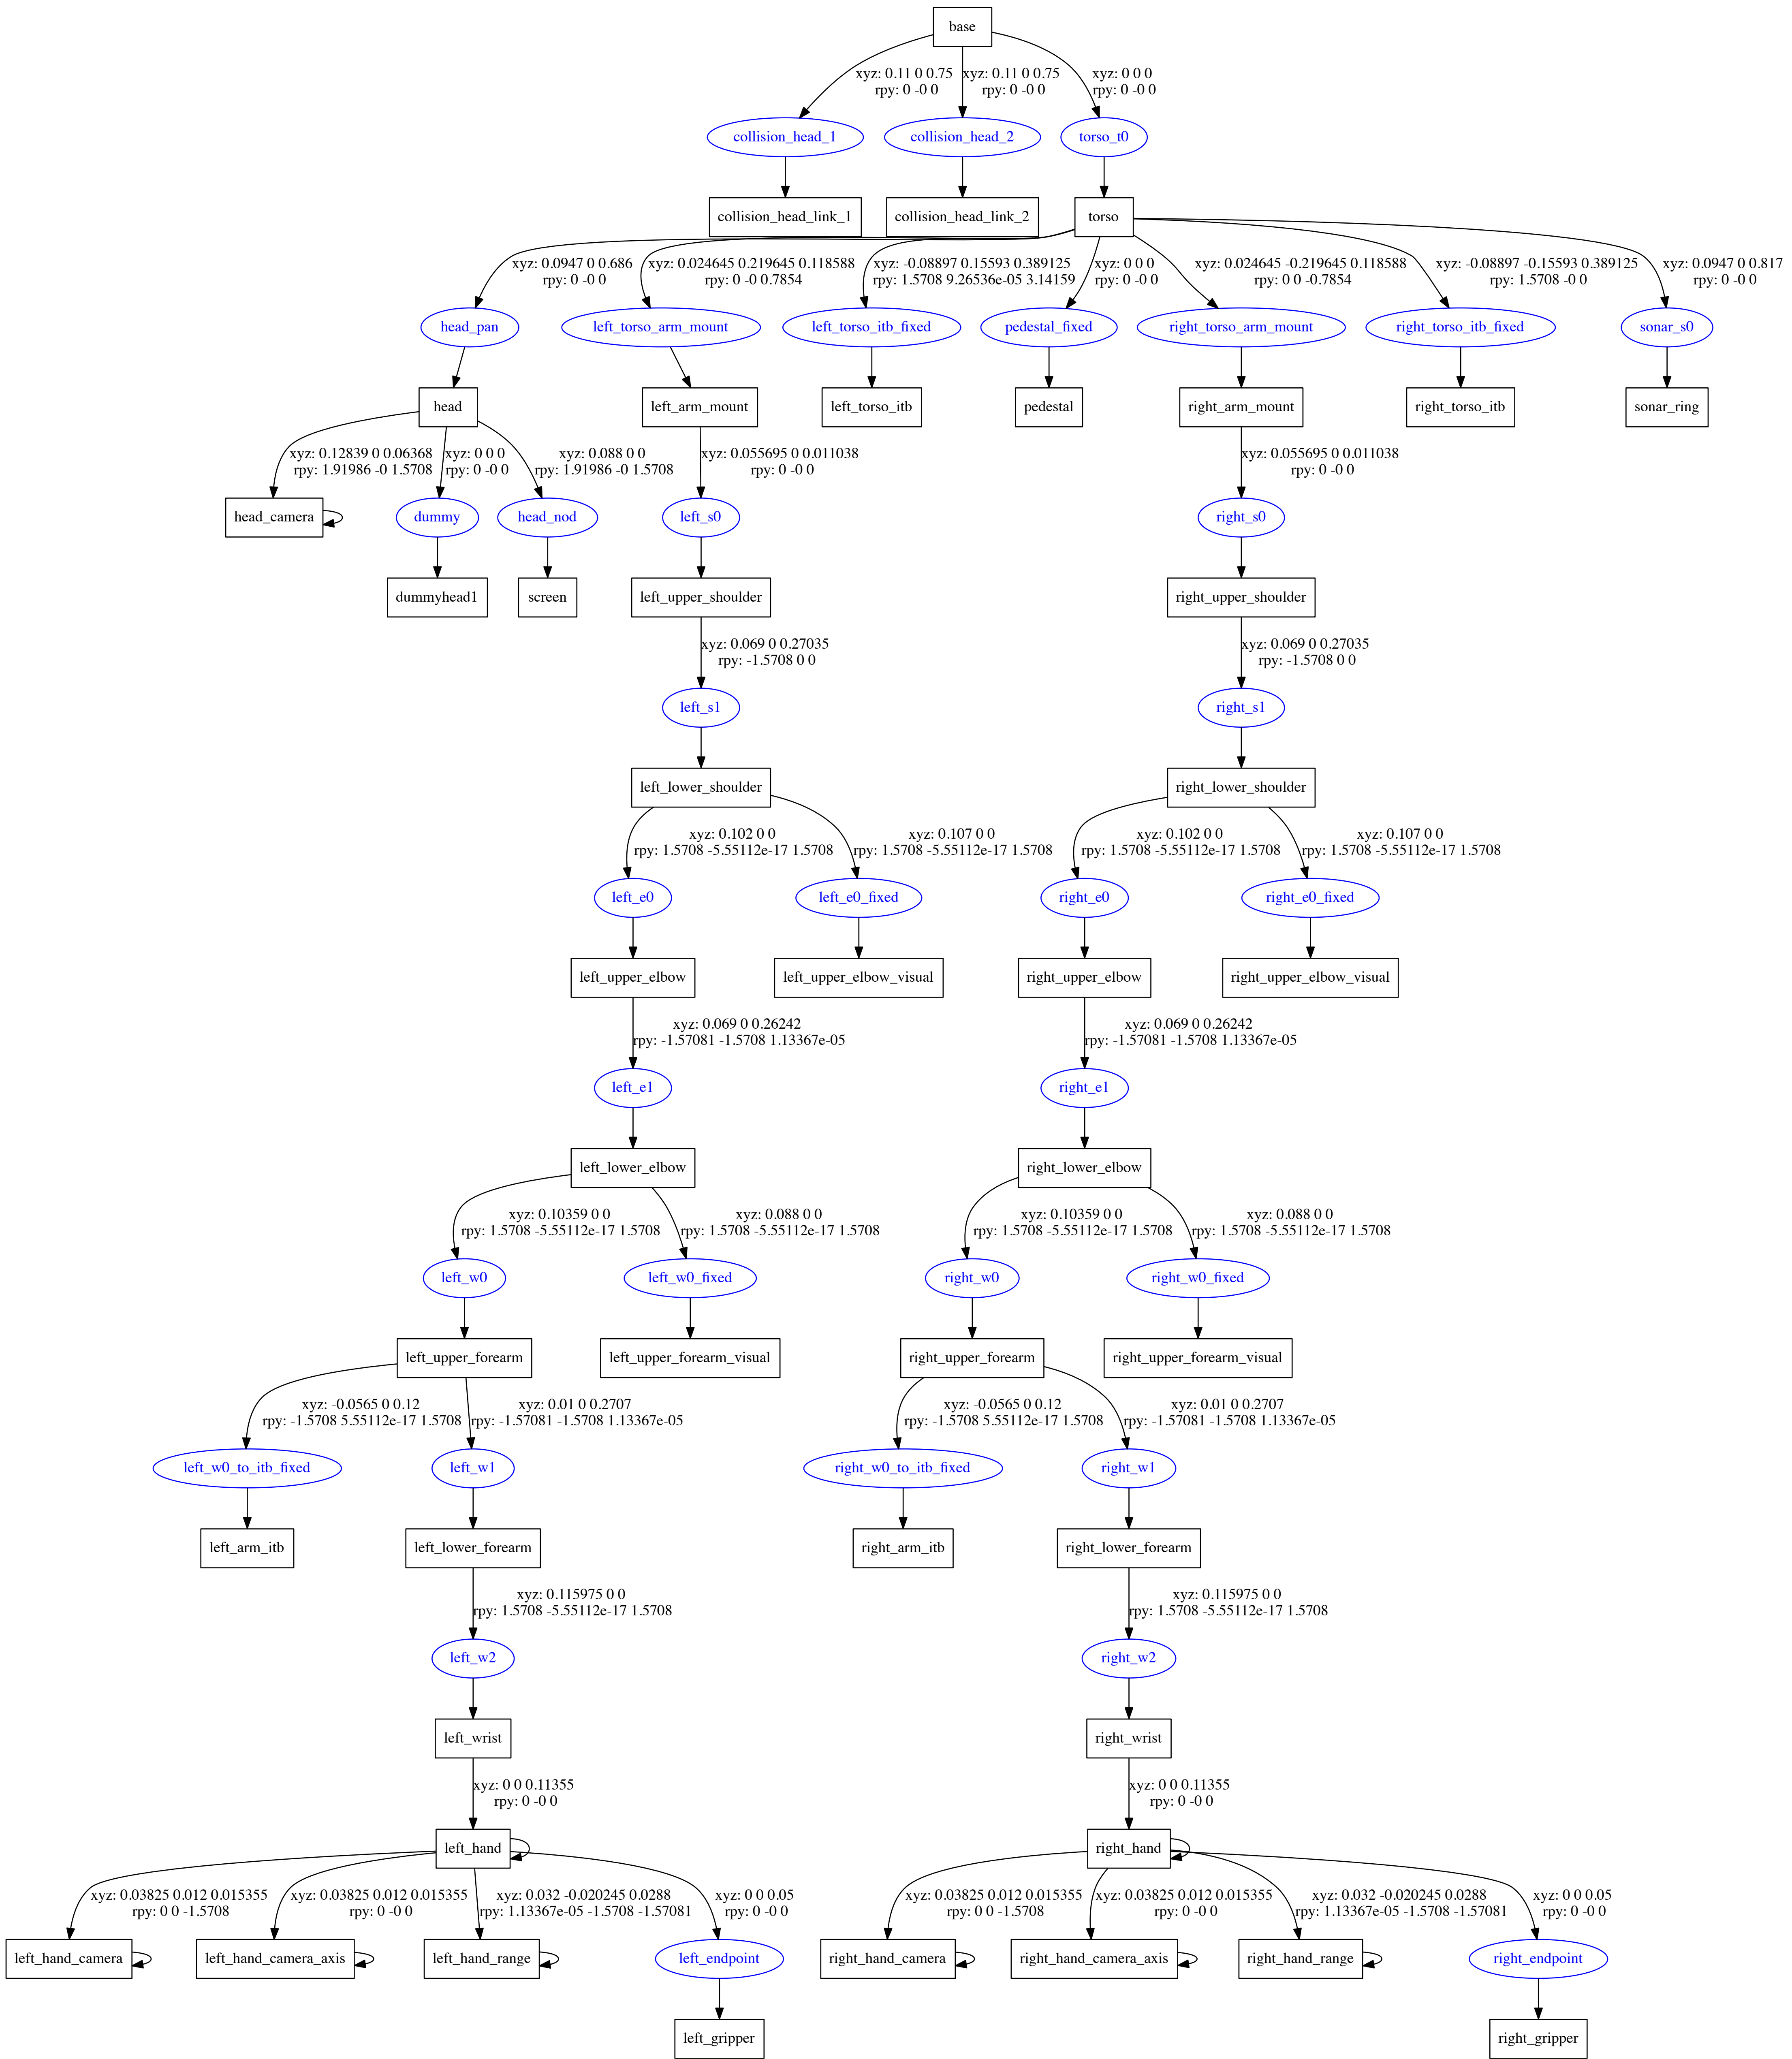 base
xyz: 0.11 0 0.75
rpy: 0 -0 0
xyz: 0.11 0 0.75
rpy: 0 -0 0
xyz: 0 0 0
rpy: 0 -0 0
collision_head_1
collision_head_2
torso_t0
collision_head_link_1
collision_head_link_2
torso
xyz: 0.0947 0 0.686
rpy: 0 -0 0
xyz: 0.024645 0.219645 0.118588
rpy: 0 -0 0.7854
xyz: -0.08897 0.15593 0.389125
rpy: 1.5708 9.26536e-05 3.14159
xyz: 0 0 0
rpy: 0 -0 0
xyz: 0.024645 -0.219645 0.118588
rpy: 0 0 -0.7854
xyz: -0.08897 -0.15593 0.389125
rpy: 1.5708 -0 0
xyz: 0.0947 0 0.817
rpy: 0 -0 0
head_pan
left_torso_arm_mount
left_torso_itb_fixed
pedestal_fixed
right_torso_arm_mount
right_torso_itb_fixed
sonar_s0
head
left_arm_mount
left_torso_itb
pedestal
right_arm_mount
right_torso_itb
sonar_ring
xyz: 0.12839 0 0.06368
rpy: 1.91986 -0 1.5708
xyz: 0 0 0
rpy: 0 -0 0
xyz: 0.088 0 0
rpy: 1.91986 -0 1.5708
xyz: 0.055695 0 0.011038
rpy: 0 -0 0
xyz: 0.055695 0 0.011038
rpy: 0 -0 0
head_camera
dummy
head_nod
left_s0
right_s0
dummyhead1
screen
left_upper_shoulder
right_upper_shoulder
xyz: 0.069 0 0.27035
rpy: -1.5708 0 0
xyz: 0.069 0 0.27035
rpy: -1.5708 0 0
left_s1
right_s1
left_lower_shoulder
right_lower_shoulder
xyz: 0.102 0 0
rpy: 1.5708 -5.55112e-17 1.5708
xyz: 0.107 0 0
rpy: 1.5708 -5.55112e-17 1.5708
xyz: 0.102 0 0
rpy: 1.5708 -5.55112e-17 1.5708
xyz: 0.107 0 0
rpy: 1.5708 -5.55112e-17 1.5708
left_e0
left_e0_fixed
right_e0
right_e0_fixed
left_upper_elbow
left_upper_elbow_visual
right_upper_elbow
right_upper_elbow_visual
xyz: 0.069 0 0.26242
rpy: -1.57081 -1.5708 1.13367e-05
xyz: 0.069 0 0.26242
rpy: -1.57081 -1.5708 1.13367e-05
left_e1
right_e1
left_lower_elbow
right_lower_elbow
xyz: 0.10359 0 0
rpy: 1.5708 -5.55112e-17 1.5708
xyz: 0.088 0 0
rpy: 1.5708 -5.55112e-17 1.5708
xyz: 0.10359 0 0
rpy: 1.5708 -5.55112e-17 1.5708
xyz: 0.088 0 0
rpy: 1.5708 -5.55112e-17 1.5708
left_w0
left_w0_fixed
right_w0
right_w0_fixed
left_upper_forearm
left_upper_forearm_visual
right_upper_forearm
right_upper_forearm_visual
xyz: -0.0565 0 0.12
rpy: -1.5708 5.55112e-17 1.5708
xyz: 0.01 0 0.2707
rpy: -1.57081 -1.5708 1.13367e-05
xyz: -0.0565 0 0.12
rpy: -1.5708 5.55112e-17 1.5708
xyz: 0.01 0 0.2707
rpy: -1.57081 -1.5708 1.13367e-05
left_w0_to_itb_fixed
left_w1
right_w0_to_itb_fixed
right_w1
left_arm_itb
left_lower_forearm
right_arm_itb
right_lower_forearm
xyz: 0.115975 0 0
rpy: 1.5708 -5.55112e-17 1.5708
xyz: 0.115975 0 0
rpy: 1.5708 -5.55112e-17 1.5708
left_w2
right_w2
left_wrist
right_wrist
xyz: 0 0 0.11355
rpy: 0 -0 0
xyz: 0 0 0.11355
rpy: 0 -0 0
left_hand
right_hand
xyz: 0.03825 0.012 0.015355
rpy: 0 0 -1.5708
xyz: 0.03825 0.012 0.015355
rpy: 0 -0 0
xyz: 0.032 -0.020245 0.0288
rpy: 1.13367e-05 -1.5708 -1.57081
xyz: 0 0 0.05
rpy: 0 -0 0
xyz: 0.03825 0.012 0.015355
rpy: 0 0 -1.5708
xyz: 0.03825 0.012 0.015355
rpy: 0 -0 0
xyz: 0.032 -0.020245 0.0288
rpy: 1.13367e-05 -1.5708 -1.57081
xyz: 0 0 0.05
rpy: 0 -0 0
left_hand_camera
left_hand_camera_axis
left_hand_range
left_endpoint
right_hand_camera
right_hand_camera_axis
right_hand_range
right_endpoint
left_gripper
right_gripper